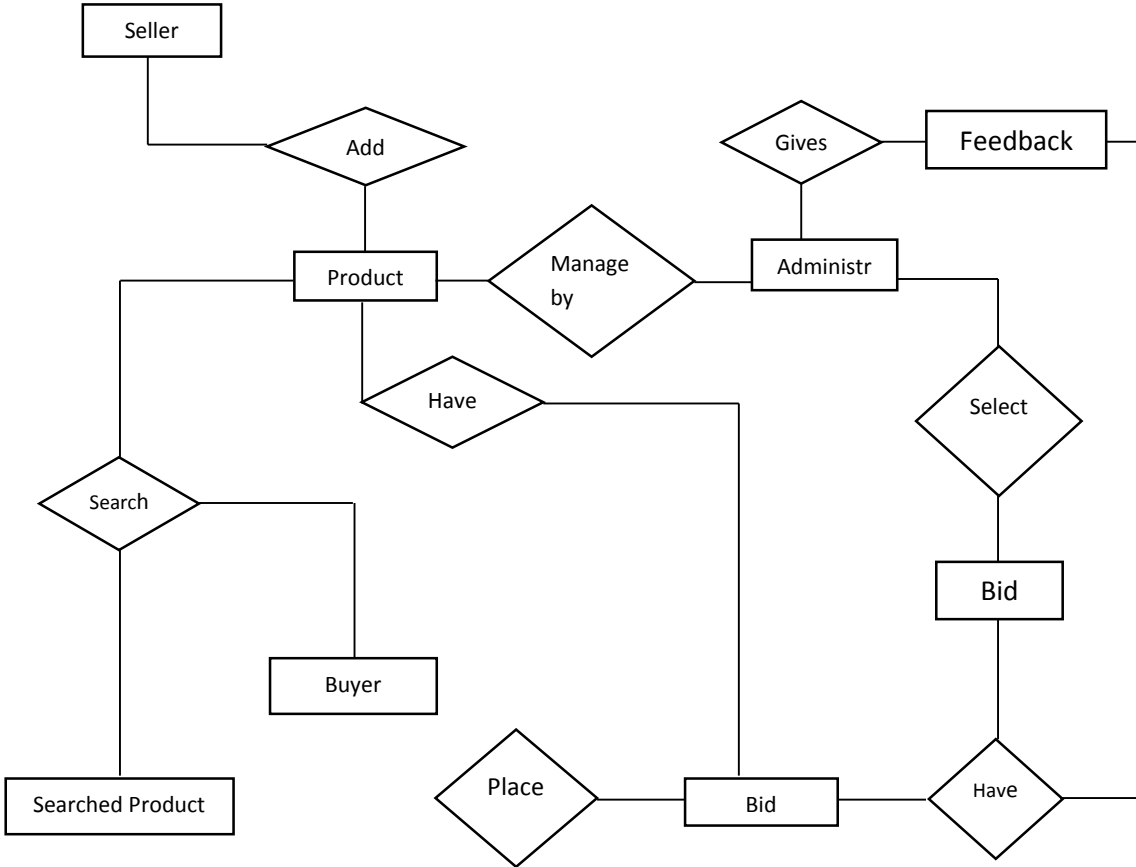 Seller
Add
Gives
Feedback
Product
Manage
by
Administr
Have
Select
Search
Bid
Buyer
Searched Product
Place
Bid
Have